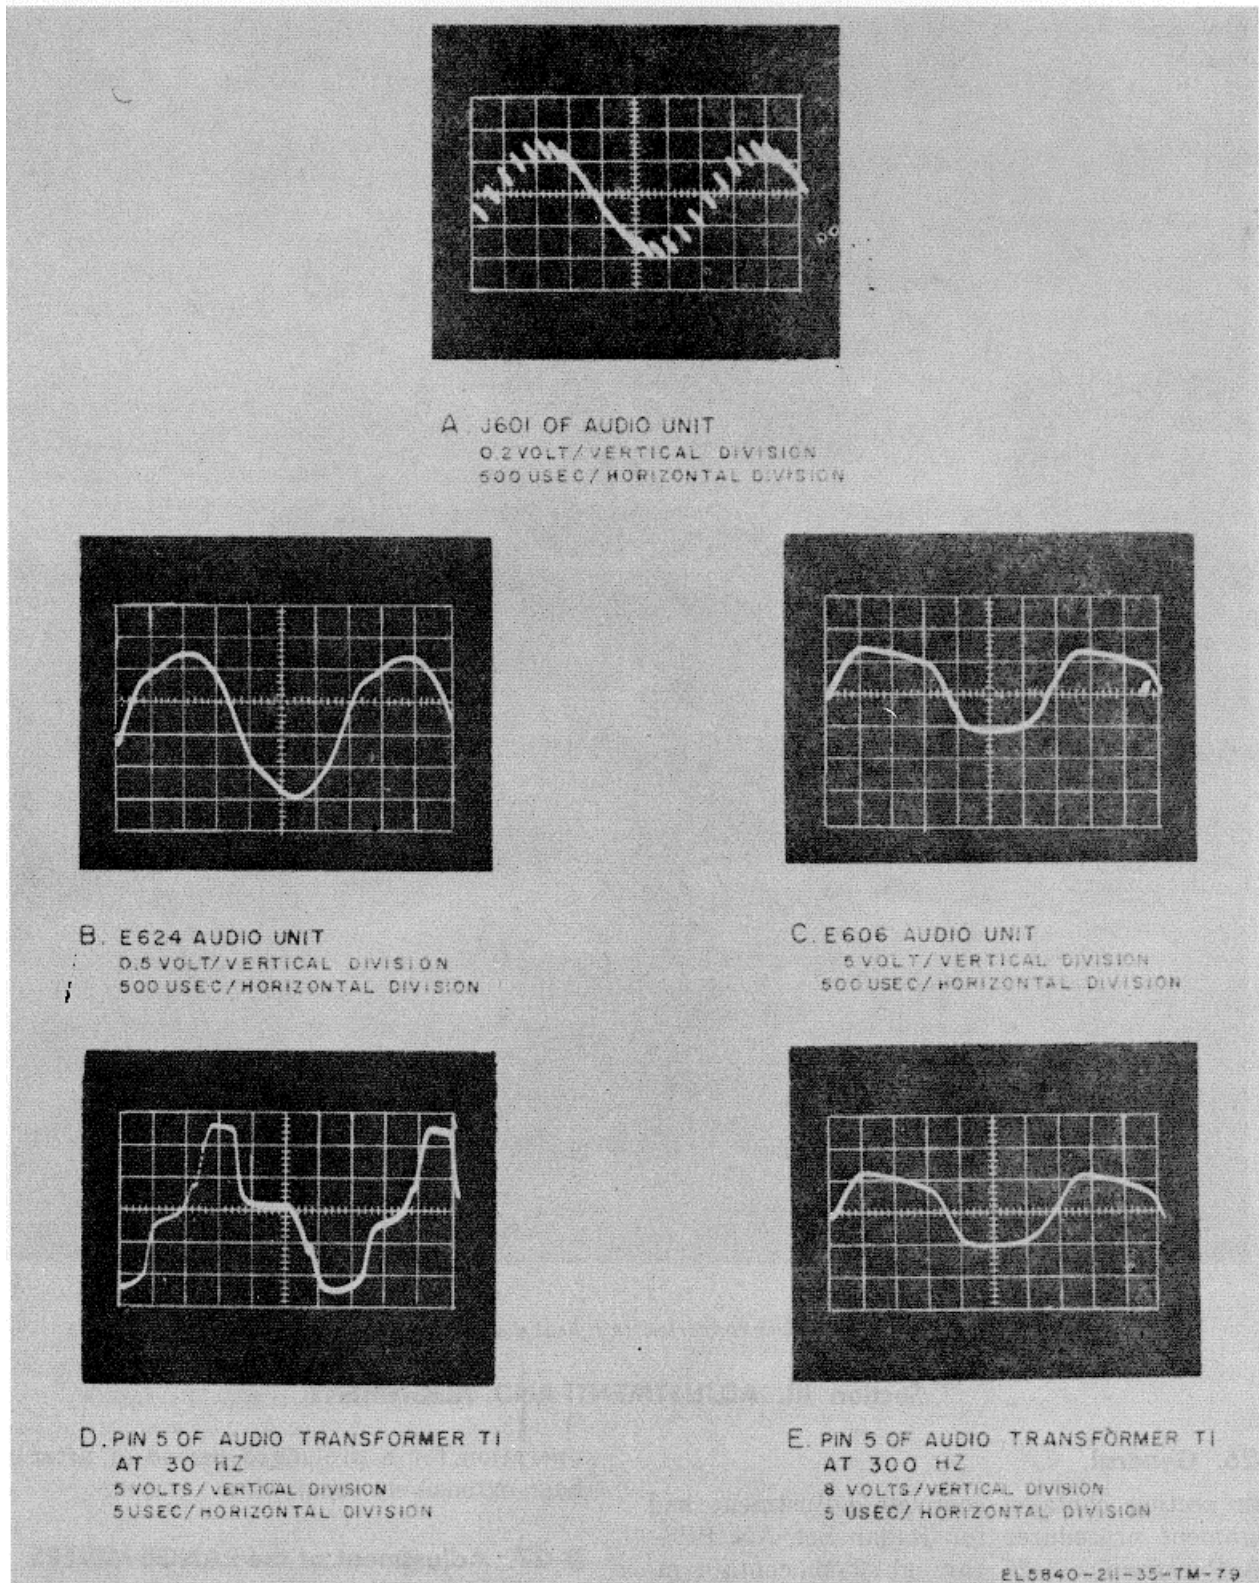 A. J601 OF AUDIO UNIT
0.2 VOLT/VERTICAL DIVISION
500 USEC/HORIZONTAL DIVISION
B. E624 AUDIO UNIT
0.5 VOLT/VERTICAL DIVISION
500 USEC/HORIZONTAL DIVISION
C. E606 AUDIO UNIT
5 VOLT/VERTICAL DIVISION
500 USEC/HORIZONTAL DIVISION
D. PIN 5 OF AUDIO TRANSFORMER T1
AT 30 HZ
5 VOLTS/VERTICAL DIVISION
5 USEC/HORIZONTAL DIVISION
E. PIN 5 OF AUDIO TRANSFORMER T1
AT 300 HZ
8 VOLTS/VERTICAL DIVISION
5 USEC/HORIZONTAL DIVISION
EL5840-211-35-TM-79